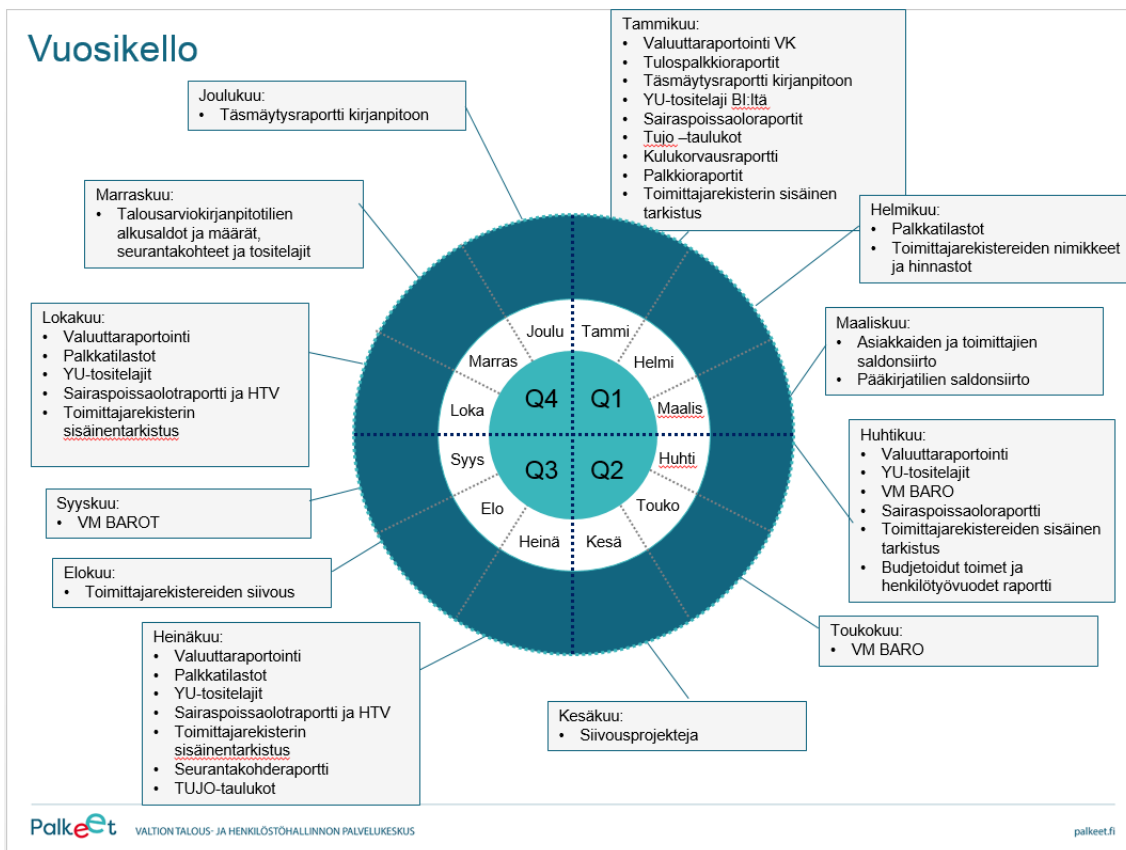 Vuosikello
Tammikuu:
• Valuuttaraportointi VK
• Tulospalkkioraportit
• Täsmäytysraportti kirjanpitoon
• YU-tositelaji BI:ltä
• Sairaspoissaoloraportit
• Tujo –taulukot
• Kulukorvausraportti
• Palkkioraportit
• Toimittajarekisterin sisäinen
tarkistus
Helmikuu:
• Palkkatilastot
• Toimittajarekistereiden nimikkeet
ja hinnastot
Maaliskuu:
• Asiakkaiden ja toimittajien
saldonsiirto
• Pääkirjatilien saldonsiirto
Huhtikuu:
• Valuuttaraportointi
• YU-tositelajit
• VM BARO
• Sairaspoissaoloraportti
• Toimittajarekistereiden sisäinen
tarkistus
• Budjetoidut toimet ja
henkilötyövuodet raportti
Toukokuu:
• VM BARO
Kesäkuu:
• Siivousprojekteja
Heinäkuu:
• Valuuttaraportointi
• Palkkatilastot
• YU-tositelajit
• Sairaspoissaolotraportti ja HTV
• Toimittajarekisterin
sisäinentarkistus
• Seurantakohderaportti
• TUJO-taulukot
Elokuu:
• Toimittajarekistereiden siivous
Syyskuu:
• VM BAROT
Lokakuu:
• Valuuttaraportointi
• Palkkatilastot
• YU-tositelajit
• Sairaspoissaolotraportti ja HTV
• Toimittajarekisterin
sisäinentarkistus
Marraskuu:
• Talousarviokirjanpitotilien
alkusaldot ja määrät,
seurantakohteet ja tositelajit
Joulukuu:
• Täsmäytysraportti kirjanpitoon
Tammi
Helmi
Maalis
Huhti
Touko
Kesä
Heinä
Elo
Syys
Loka
Marras
Joulu
Q1
Q2
Q3
Q4
Palkeet
VALTION TALOUS- JA HENKILÖSTÖHALLINNON PALVELUKESKUS
palkeet.fi